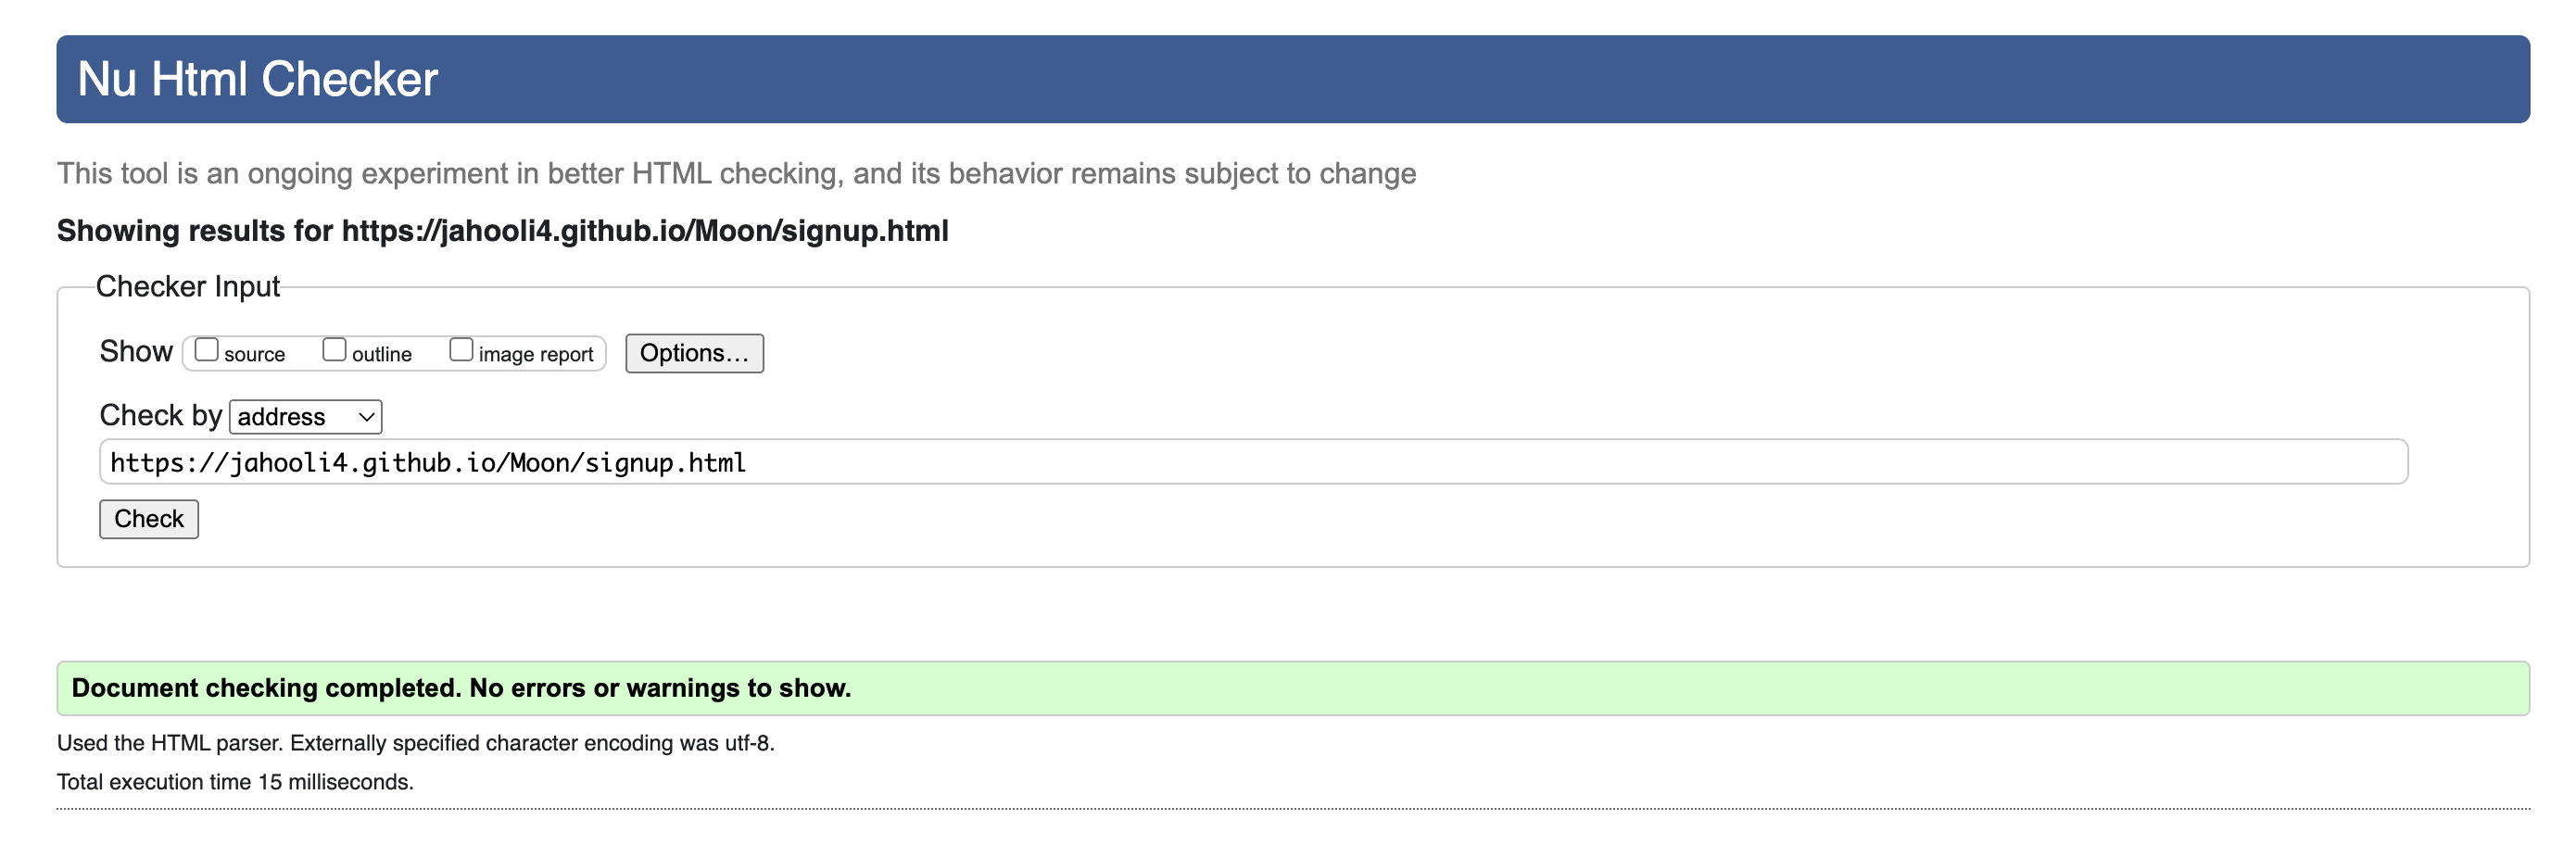 Nu Html Checker
This tool is an ongoing experiment in better HTML checking, and its behavior remains subject to change
Showing results for https://jahooli4.github.io/Moon/signup.html
Checker Input
Show source outline image report Options…
Check by address
https://jahooli4.github.io/Moon/signup.html
Check
Document checking completed. No errors or warnings to show.
Used the HTML parser. Externally specified character encoding was utf-8.
Total execution time 15 milliseconds.